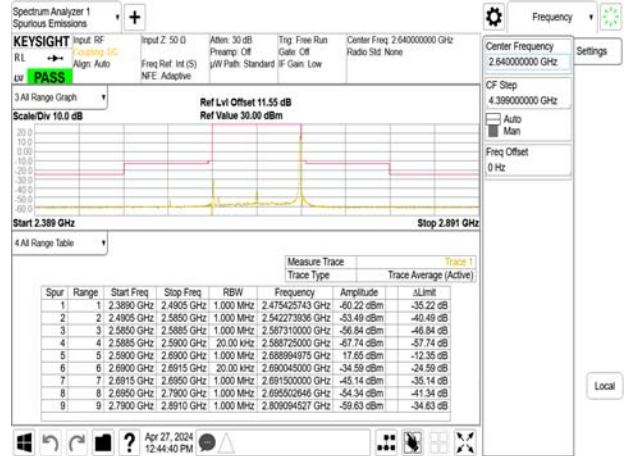 Spectrum Analyzer 1
Spurious Emissions
Frequency
KEYSIGHT
Input: RF
Coupling: DC
Align: Auto
Input Z: 50 Ω
Freq Ref: Int (S)
NFE: Adaptive
Atten: 30 dB
Preamp: Off
µW Path: Standard
Trig: Free Run
Gate: Off
IF Gain: Low
Center Freq: 2.640000000 GHz
Radio Std: None
RL
PASS
3 All Range Graph
Scale/Div 10.0 dB
Ref Lvl Offset 11.55 dB
Ref Value 30.00 dBm
20.0
10.0
0.00
-10.0
-20.0
-30.0
-40.0
-50.0
-60.0
Start 2.389 GHz
Stop 2.891 GHz
4 All Range Table
Measure Trace Trace 1
Trace Type Trace Average (Active)
Spur Range Start Freq Stop Freq RBW Frequency Amplitude ΔLimit
1 1 2.3890 GHz 2.4905 GHz 1.000 MHz 2.475425743 GHz -60.22 dBm -35.22 dB
2 2 2.4905 GHz 2.5850 GHz 1.000 MHz 2.542273936 GHz -53.49 dBm -40.49 dB
3 3 2.5850 GHz 2.5885 GHz 1.000 MHz 2.587310000 GHz -56.84 dBm -46.84 dB
4 4 2.5885 GHz 2.5900 GHz 20.00 kHz 2.588725000 GHz -67.74 dBm -57.74 dB
5 5 2.5900 GHz 2.6900 GHz 1.000 MHz 2.688994975 GHz 17.65 dBm -12.35 dB
6 6 2.6900 GHz 2.6915 GHz 20.00 kHz 2.690045000 GHz -34.59 dBm -24.59 dB
7 7 2.6915 GHz 2.6950 GHz 1.000 MHz 2.691500000 GHz -45.14 dBm -35.14 dB
8 8 2.6950 GHz 2.7900 GHz 1.000 MHz 2.695502646 GHz -54.34 dBm -41.34 dB
9 9 2.7900 GHz 2.8910 GHz 1.000 MHz 2.809094527 GHz -59.63 dBm -34.63 dB
Apr 27, 2024
12:44:40 PM
Center Frequency
2.640000000 GHz
Settings
CF Step
4.399000000 GHz
Auto
Man
Freq Offset
0 Hz
Local